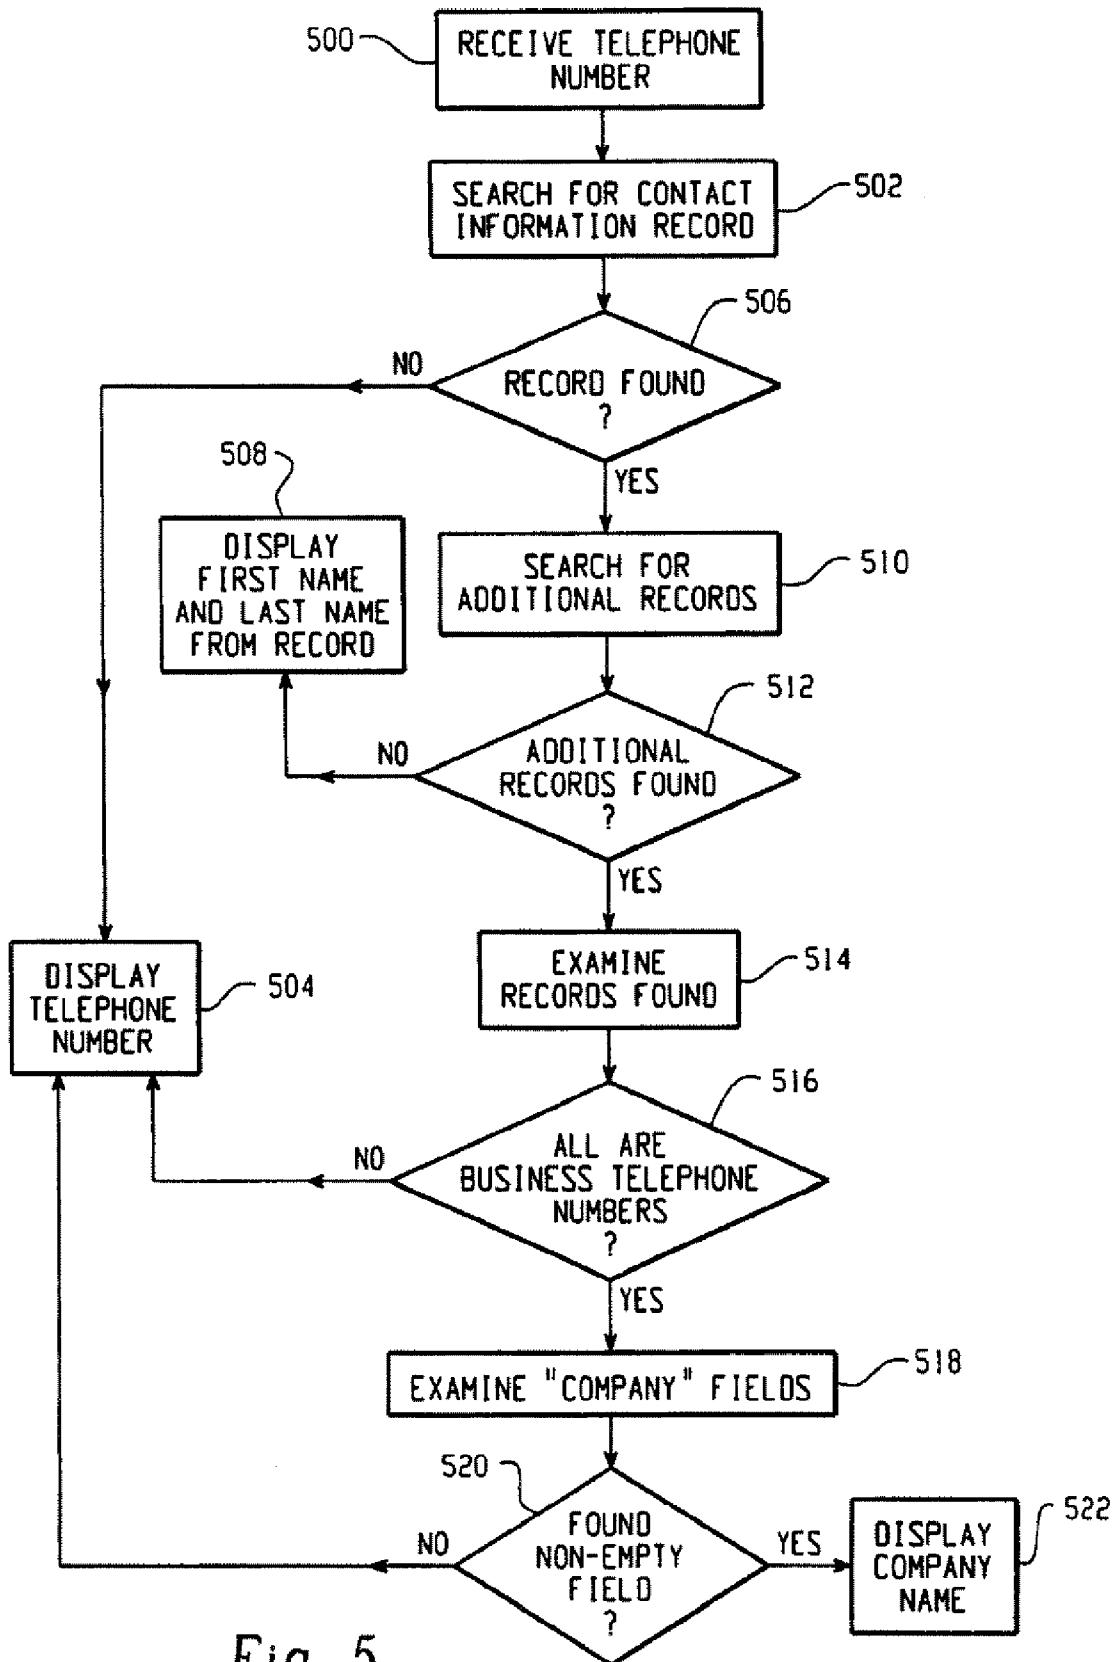 500
RECEIVE TELEPHONE
NUMBER
SEARCH FOR CONTACT
INFORMATION RECORD
502
506
RECORD FOUND
?
NO
YES
508
DISPLAY
FIRST NAME
AND LAST NAME
FROM RECORD
SEARCH FOR
ADDITIONAL RECORDS
510
512
ADDITIONAL
RECORDS FOUND
?
NO
YES
EXAMINE
RECORDS FOUND
514
DISPLAY
TELEPHONE
NUMBER
504
516
ALL ARE
BUSINESS TELEPHONE
NUMBERS
?
NO
YES
EXAMINE "COMPANY" FIELDS
518
520
FOUND
NON-EMPTY
FIELD
?
NO
YES
DISPLAY
COMPANY
NAME
522
Fig. 5